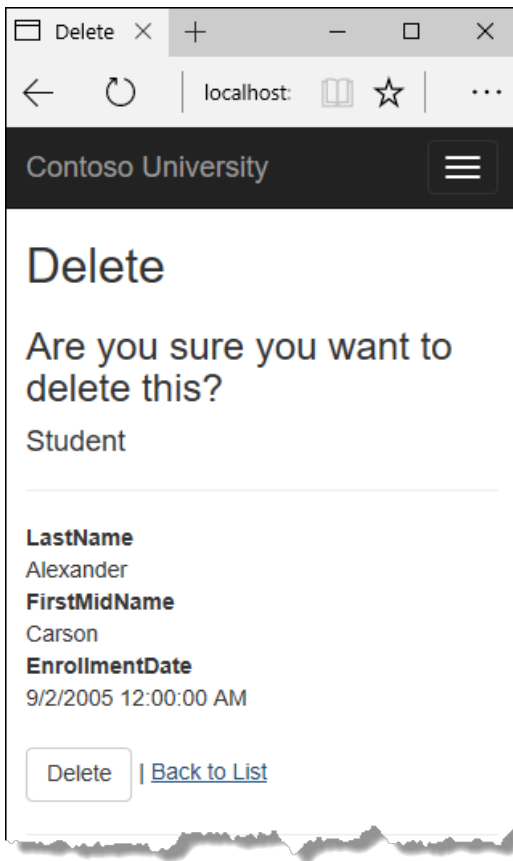 Delete
localhost:
Contoso University
Delete
Are you sure you want to
delete this?
Student
LastName
Alexander
FirstMidName
Carson
EnrollmentDate
9/2/2005 12:00:00 AM
Delete | Back to List